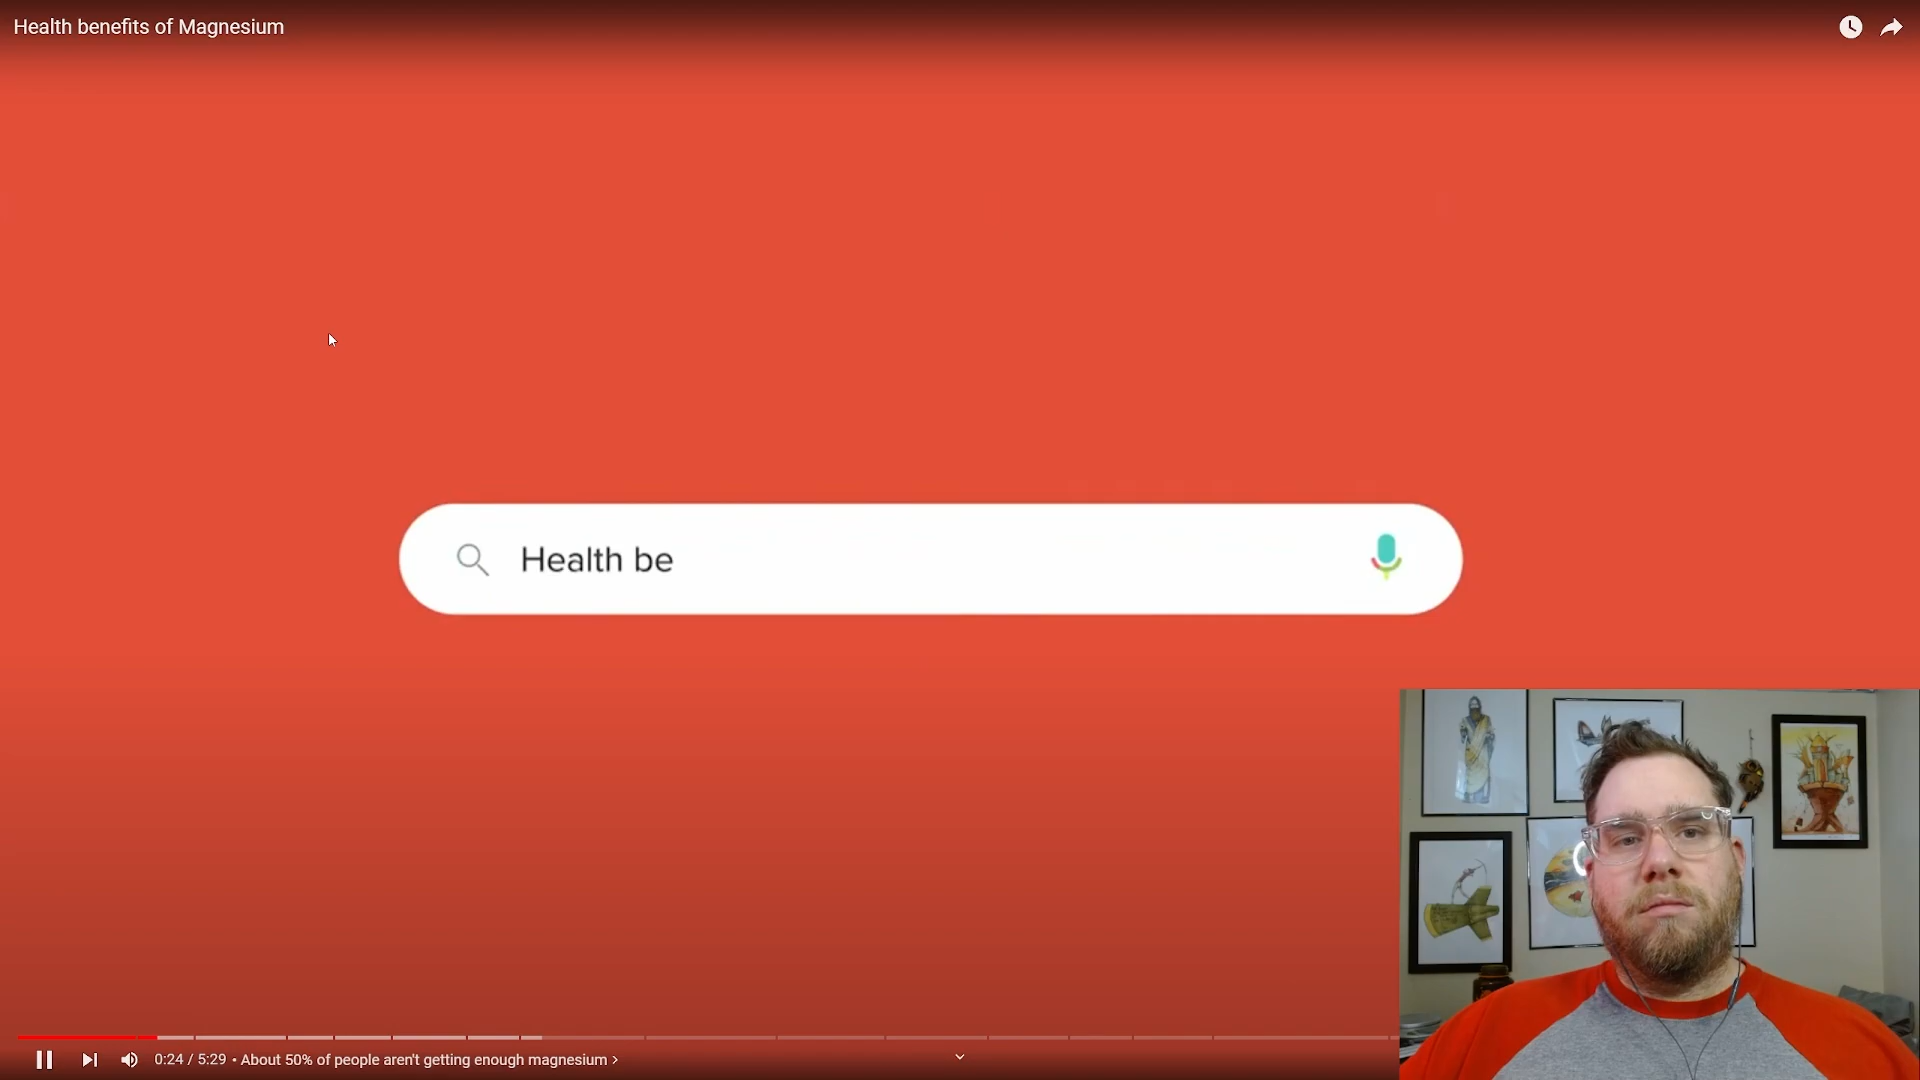 Health benefits of Magnesium
Health be
0:24 / 5:29 • About 50% of people aren't getting enough magnesium >